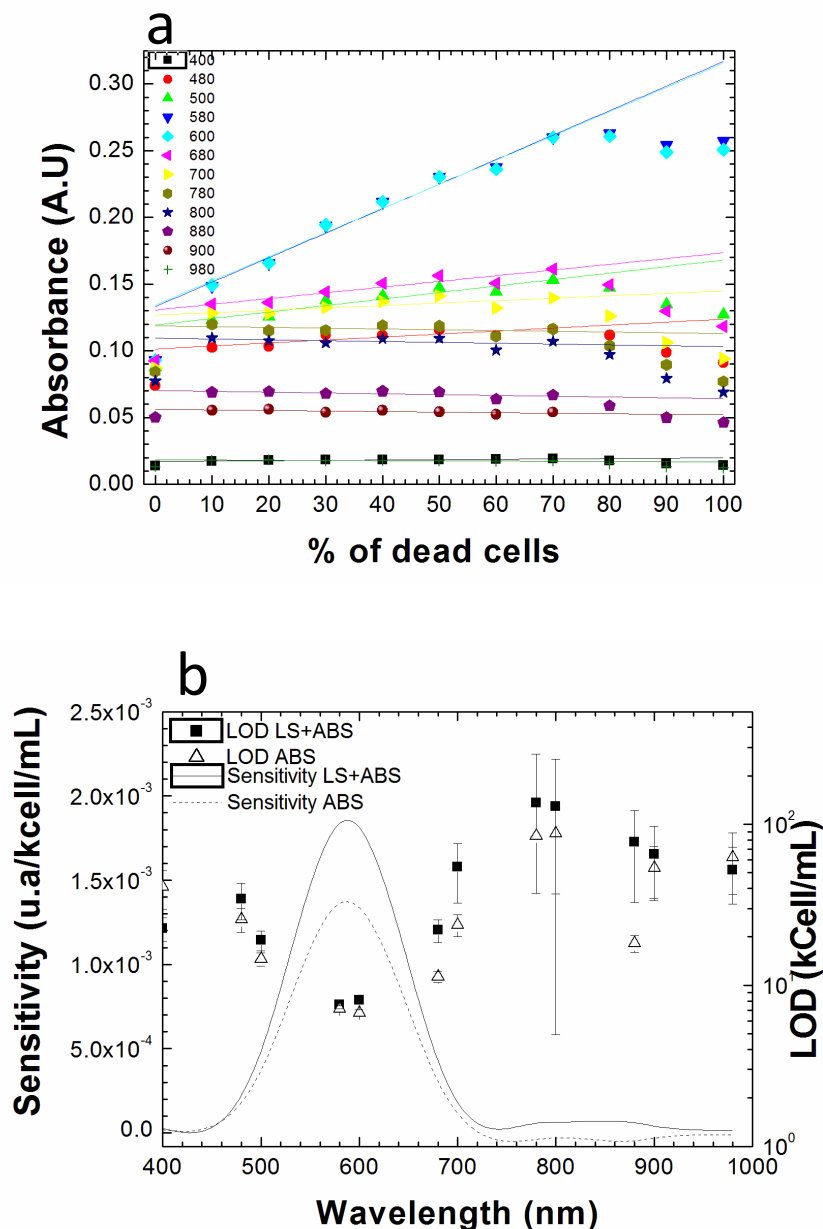 a
Absorbance (A.U)
0.30
0.25
0.20
0.15
0.10
0.05
0.00
400
480
500
580
600
680
700
780
800
880
900
980
0 10 20 30 40 50 60 70 80 90 100
% of dead cells
b
Sensitivity (u.a/kcell/mL)
2.5x10⁻³
2.0x10⁻³
1.5x10⁻³
1.0x10⁻³
5.0x10⁻⁴
0.0
LOD LS+ABS
LOD ABS
Sensitivity LS+ABS
Sensitivity ABS
10²
10¹
10⁰
LOD (kCell/mL)
400 500 600 700 800 900 1000
Wavelength (nm)